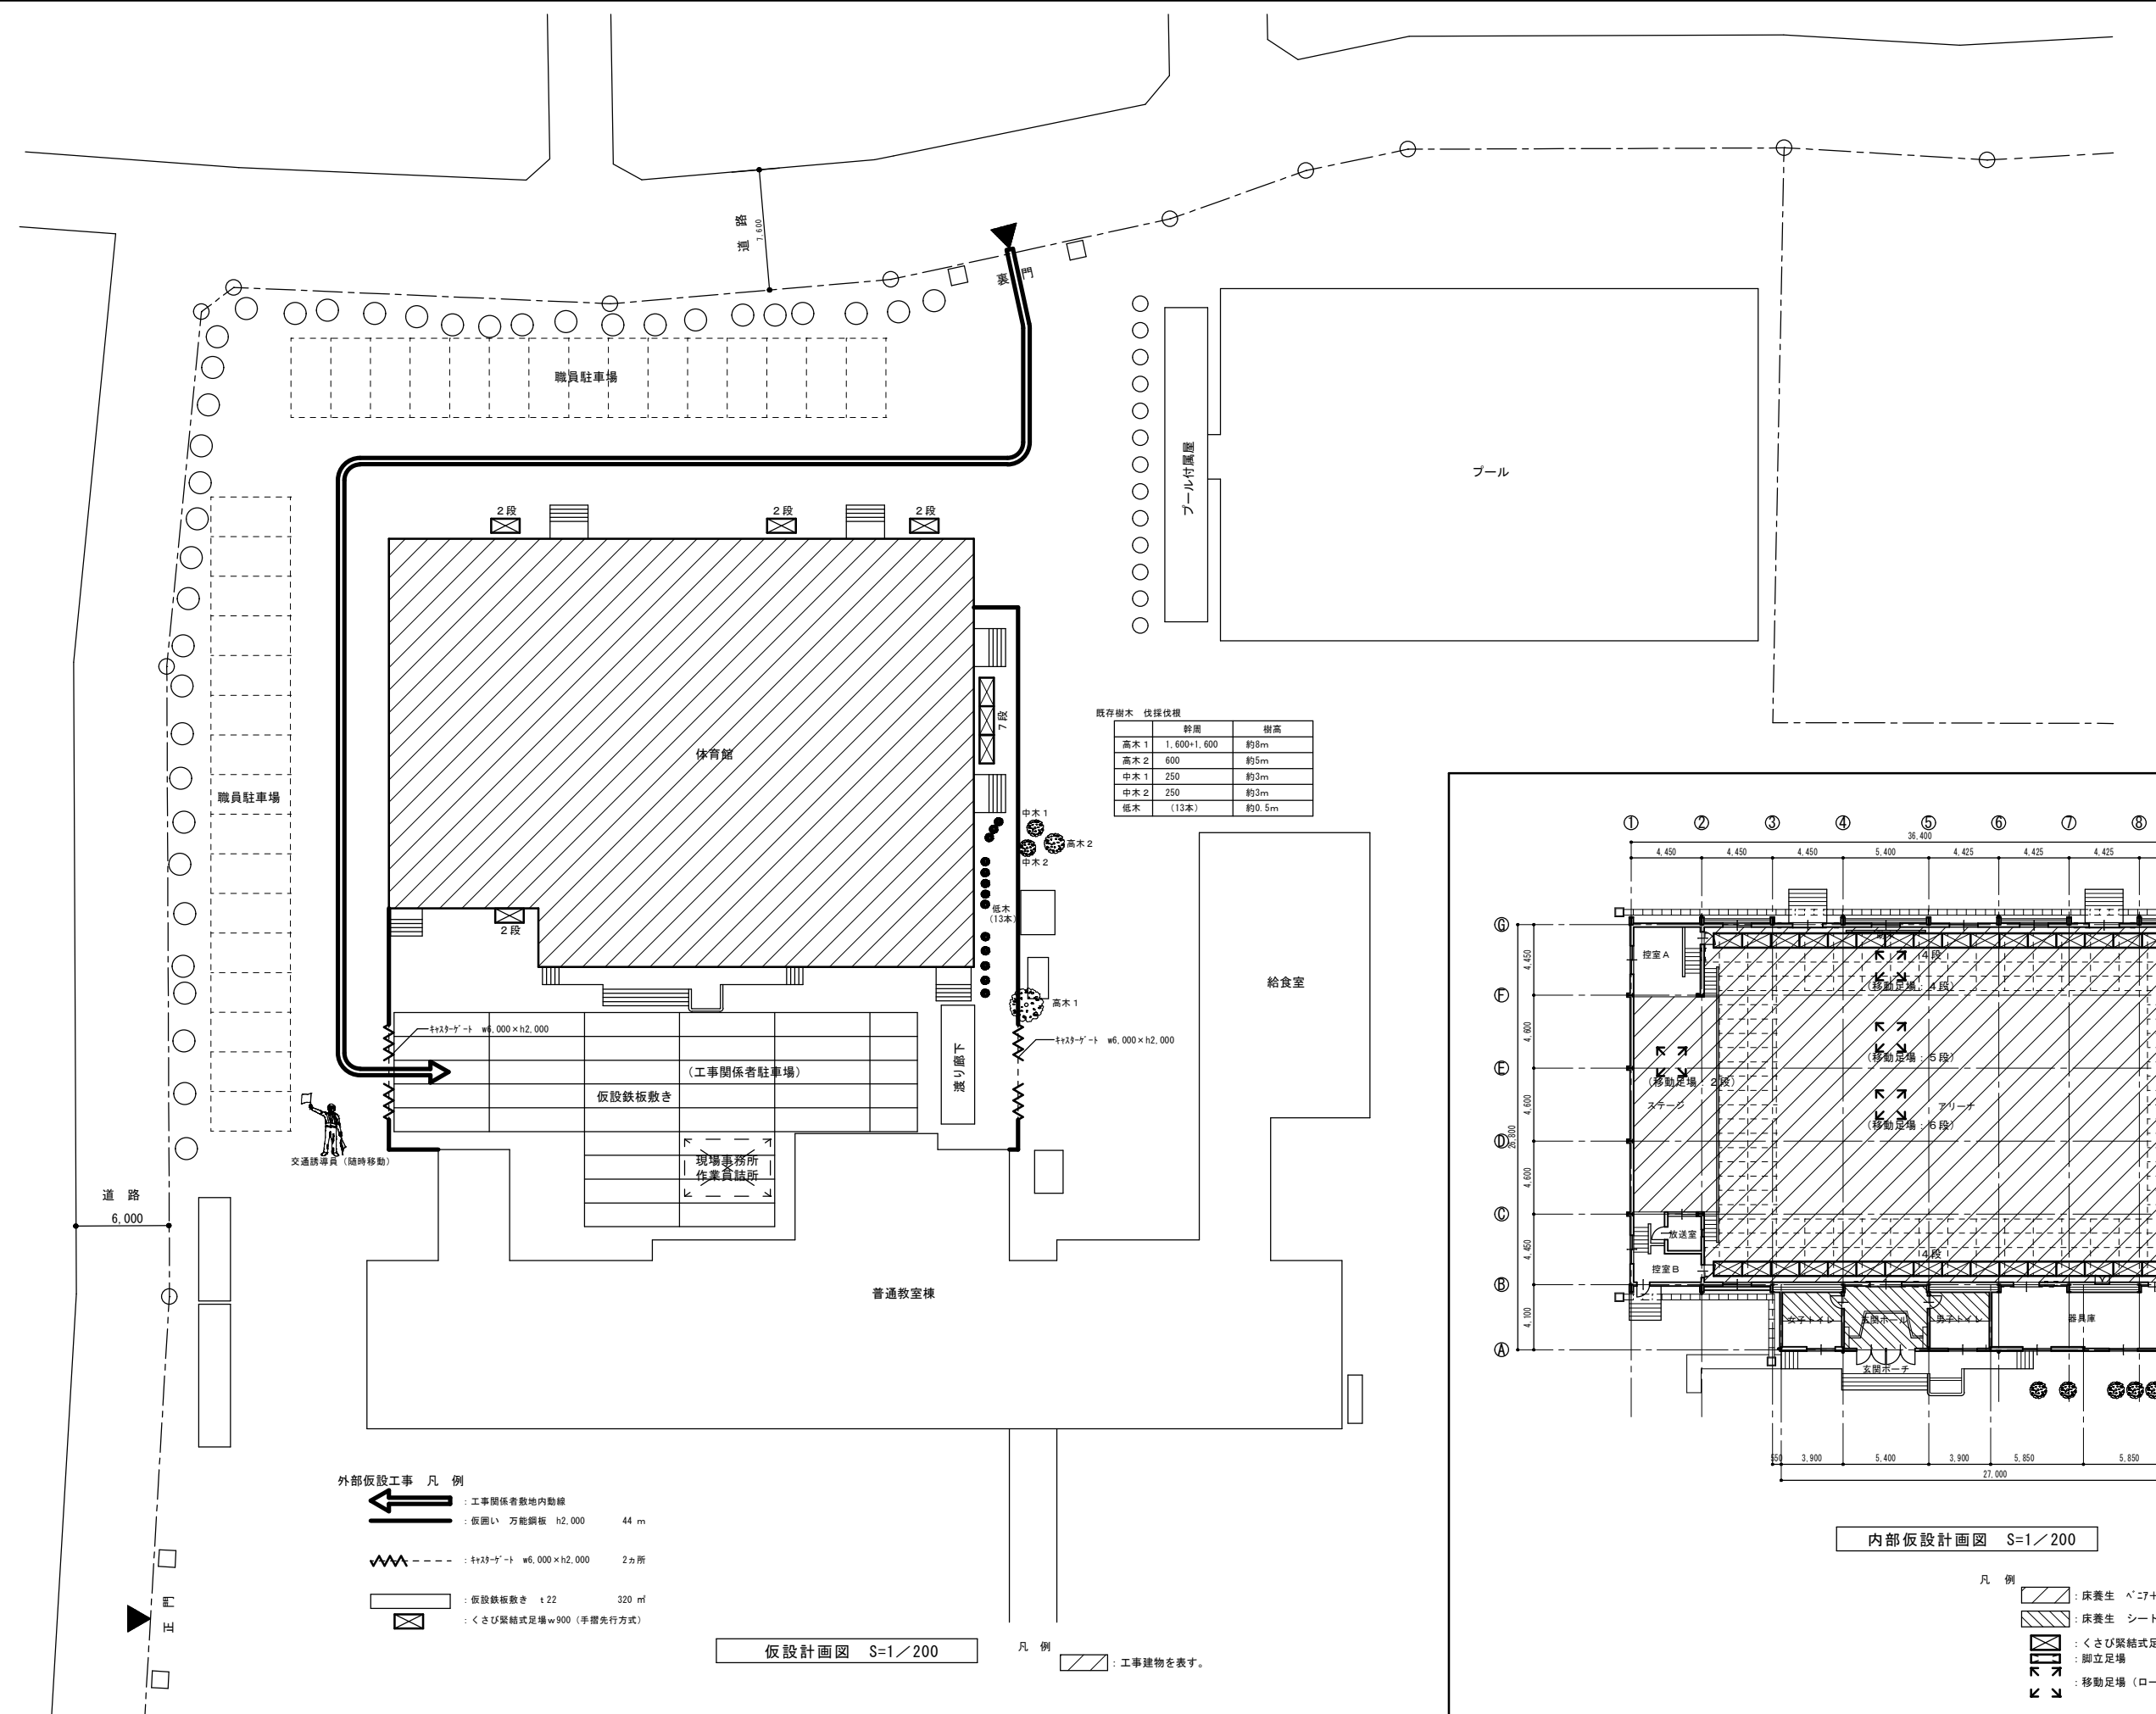 道　路
7,600
裏　門
職員駐車場
プール付属屋
プール
2段
2段
2段
7段
体育館
職員駐車場
既存樹木　伐採伐根
幹周　樹高
高木1　1,600+1,600　約8m
高木2　600　約5m
中木1　250　約3m
中木2　250　約3m
低木　（13本）　約0.5m
中木1
高木2
中木2
低木
（13本）
2段
高木1
給食室
ｷｬｽﾀｰｹﾞｰﾄ　w6,000×h2,000
ｷｬｽﾀｰｹﾞｰﾄ　w6,000×h2,000
（工事関係者駐車場）
仮設鉄板敷き
渡り廊下
現場事務所
作業員詰所
交通誘導員（随時移動）
道　路
6,000
普通教室棟
正　門
外部仮設工事　凡　例
：工事関係者敷地内動線
：仮囲い　万能鋼板　h2,000　44 m
：ｷｬｽﾀｰｹﾞｰﾄ　w6,000×h2,000　2ヵ所
：仮設鉄板敷き　t22　320 ㎡
：くさび緊結式足場w900（手摺先行方式）
仮設計画図　S=1／200
凡　例
：工事建物を表す。
① ② ③ ④ ⑤ ⑥ ⑦ ⑧
36,400
4,450 4,450 4,450 5,400 4,425 4,425 4,425
Ⓖ
4,450
Ⓕ
4,600
Ⓔ
4,600
Ⓓ
26,800
4,600
Ⓒ
4,450
Ⓑ
4,100
Ⓐ
控室A
4段
（移動足場：4段）
（移動足場：5段）
（移動足場：2段）
ステージ
アリーナ
（移動足場：6段）
放送室
控室B
4段
女子トイレ
玄関ホール
男子トイレ
器具庫
玄関ポーチ
550 3,900 5,400 3,900 5,850 5,850
27,000
内部仮設計画図　S=1／200
凡　例
：床養生　ﾍﾞﾆｱ+
：床養生　シート
：くさび緊結式足
：脚立足場
：移動足場（ロー